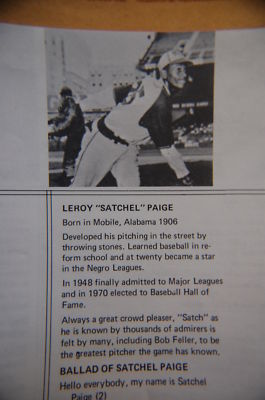 LEROY "SATCHEL" PAIGE
Born in Mobile, Alabama 1906
Developed his pitching in the street by
throwing stones. Learned baseball in re-
form school and at twenty became a star
in the Negro Leagues.
In 1948 finally admitted to Major Leagues
and in 1970 elected to Baseball Hall of
Fame.
Always a great crowd pleaser, "Satch" as
he is known by thousands of admirers is
felt by many, including Bob Feller, to be
the greatest pitcher the game has known.
BALLAD OF SATCHEL PAIGE
Hello everybody, my name is Satchel
Paige (2)